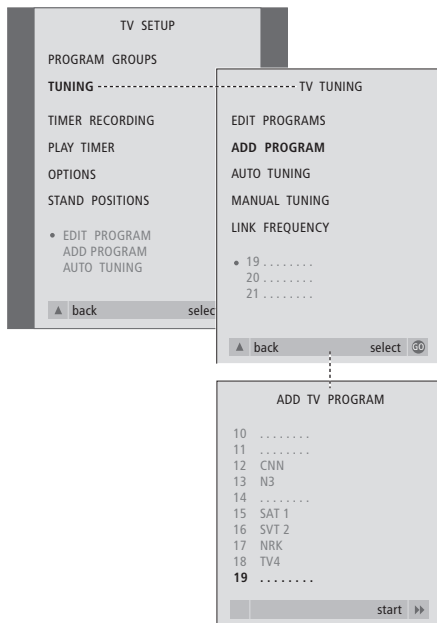 TV SETUP
PROGRAM GROUPS
TUNING
TIMER RECORDING
PLAY TIMER
OPTIONS
STAND POSITIONS
• EDIT PROGRAM
ADD PROGRAM
AUTO TUNING
▲ back selec
TV TUNING
EDIT PROGRAMS
ADD PROGRAM
AUTO TUNING
MANUAL TUNING
LINK FREQUENCY
• 19 ........
20 ........
21 ........
▲ back select GO
ADD TV PROGRAM
10 ........
11 ........
12 CNN
13 N3
14 ........
15 SAT 1
16 SVT 2
17 NRK
18 TV4
19 ........
start ▶▶